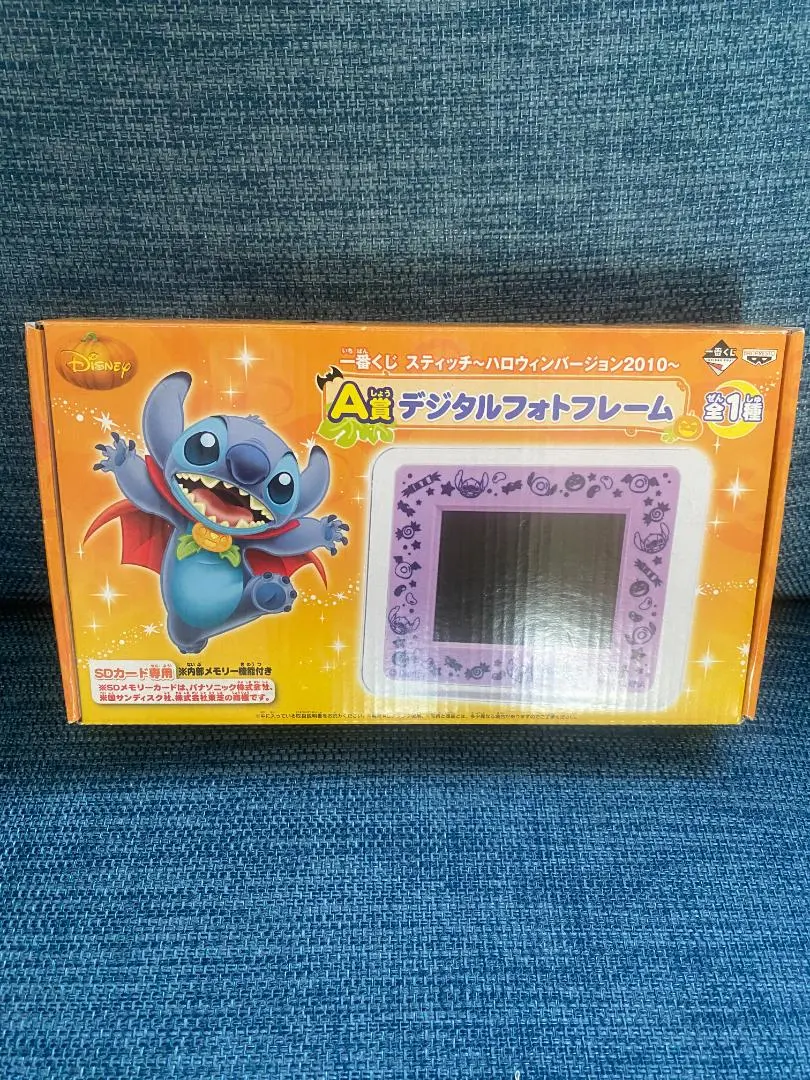 DISNEY
一番くじ スティッチ〜ハロウィンバージョン2010〜
一番くじ
BANPRESTO
A賞 デジタルフォトフレーム
全1種
SDカード専用 ※内部メモリー機能付き
※SDメモリーカードは、パナソニック株式会社、
米国サンディスク社、株式会社東芝の商標です。